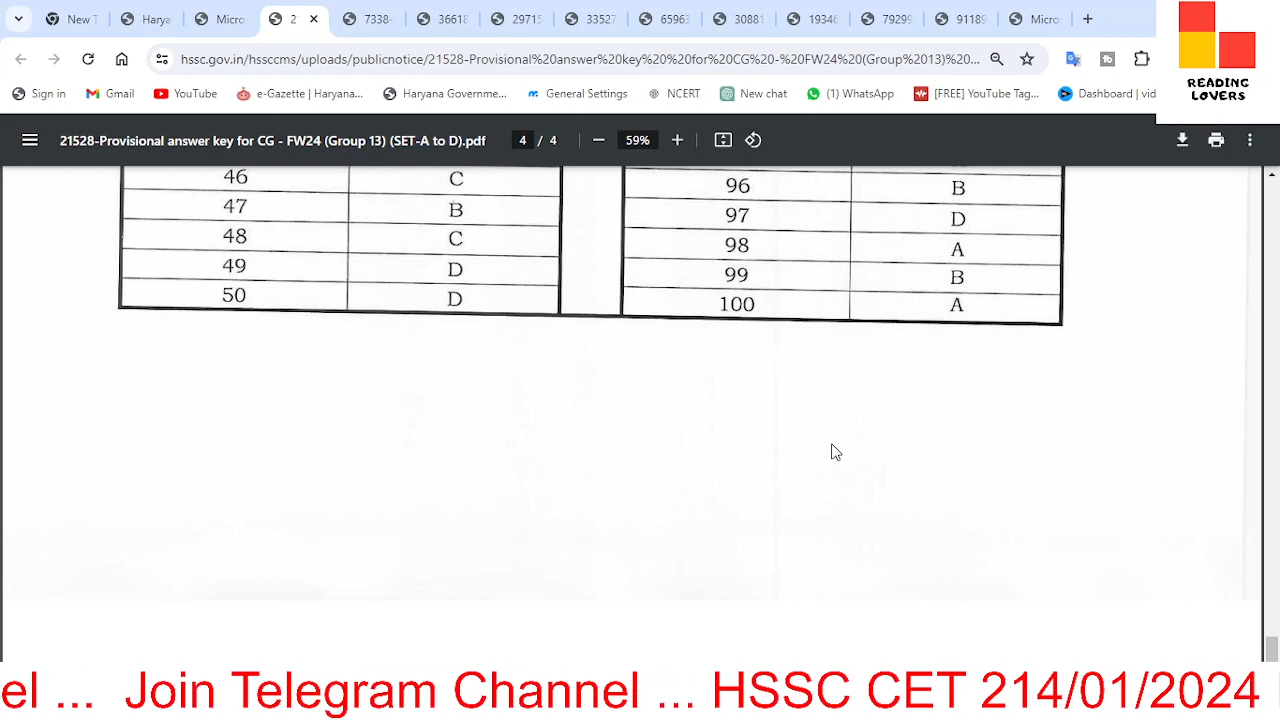 New T
Harya
Micro
2
7338-
36618
29715
33527
65963
30881
19346
79299
91189
Micro
hssc.gov.in/hssccms/uploads/publicnotive/21528-Provisional%20answer%20key%20%20for%20CG%20-%20FW24%20(Group%2013)%20...
Sign in
Gmail
YouTube
e-Gazette | Haryana...
Haryana Governme...
General Settings
NCERT
New chat
(1) WhatsApp
[FREE] YouTube Tag...
Dashboard | vid
READING
LOVERS
21528-Provisional answer key for CG - FW24 (Group 13) (SET-A to D).pdf
4 / 4
59%
46 C
47 B
48 C
49 D
50 D
96 B
97 D
98 A
99 B
100 A
el ... Join Telegram Channel ... HSSC CET 214/01/2024